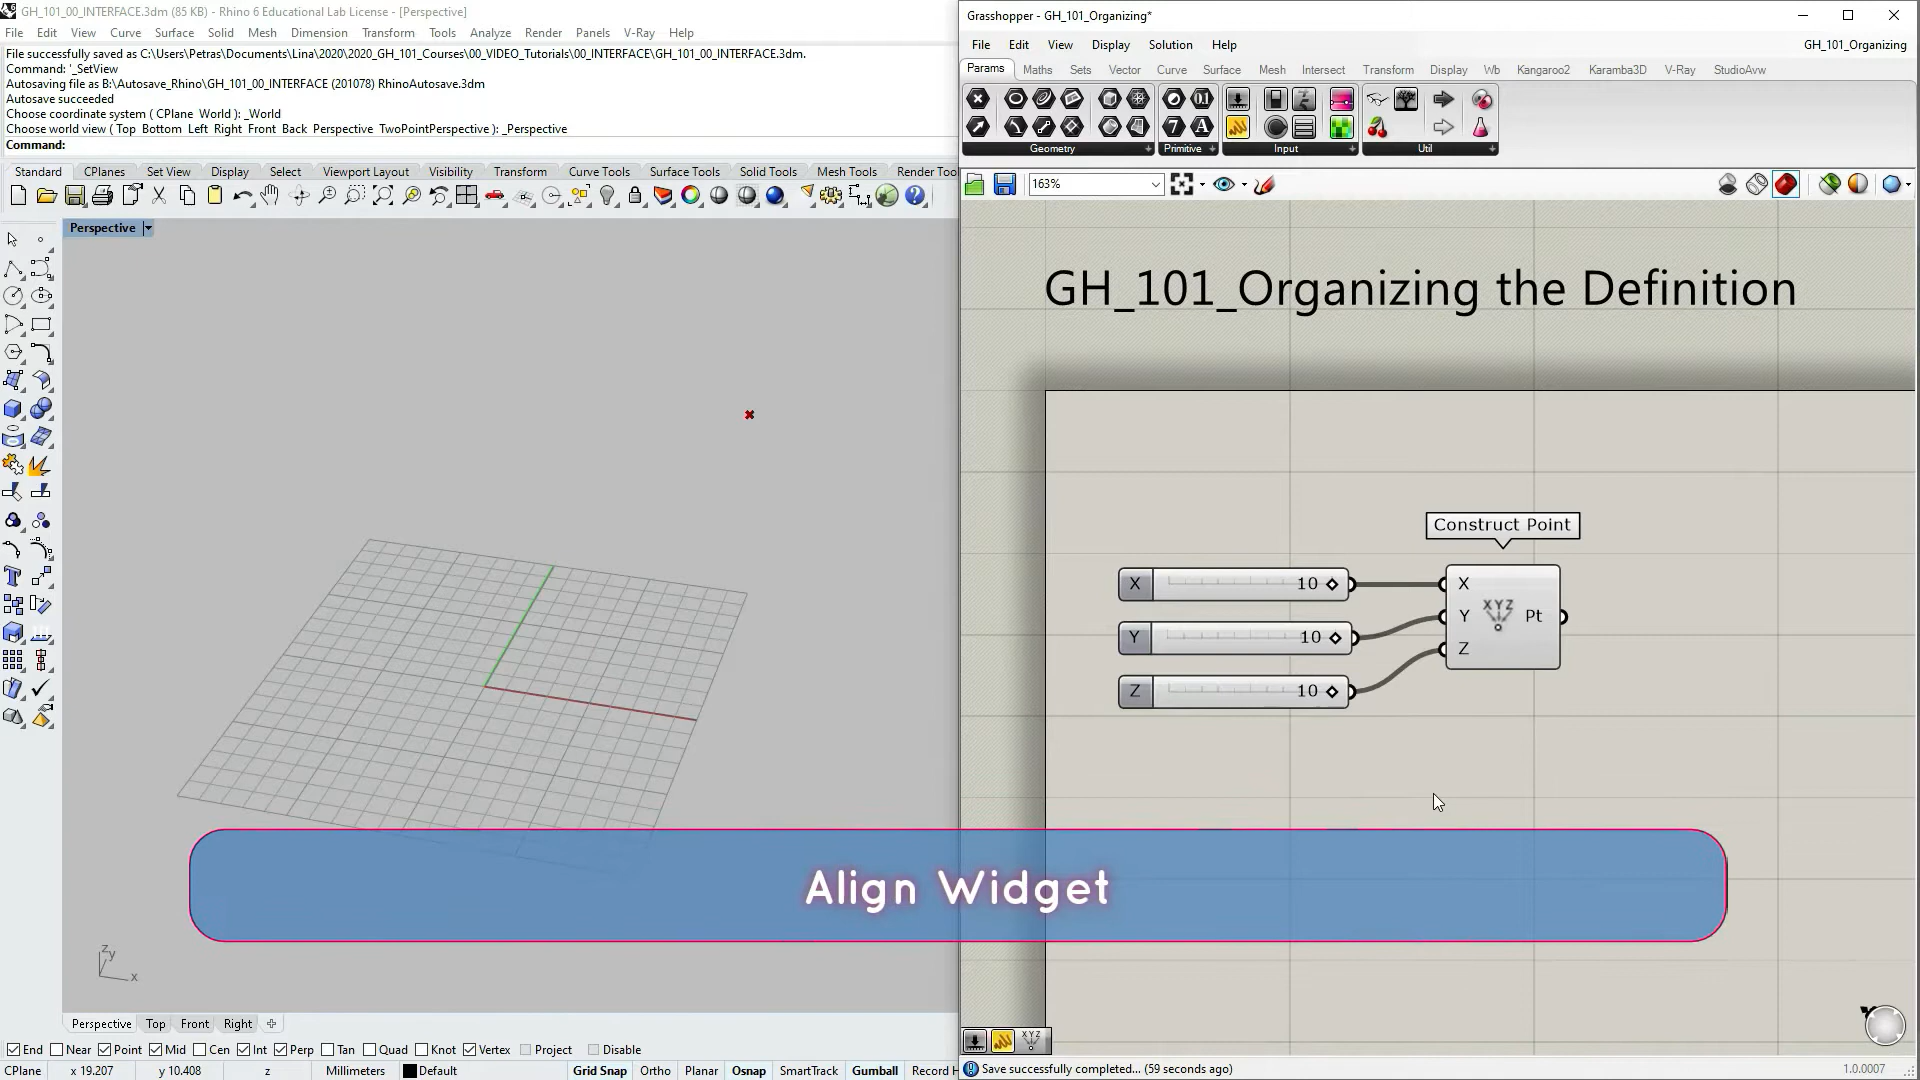 GH_101_00_INTERFACE.3dm (85 KB) - Rhino 6 Educational Lab License - [Perspective]
File Edit View Curve Surface Solid Mesh Dimension Transform Tools Analyze Render Panels V-Ray Help
File successfully saved as C:\Users\Petras\Documents\Lina\2020\2020_GH_101_Courses\00_VIDEO_Tutorials\00_INTERFACE\GH_101_00_INTERFACE.3dm.
Command: '_SetView
Autosaving file as B:\Autosave_Rhino\GH_101_00_INTERFACE (201078) RhinoAutosave.3dm
Autosave succeeded
Choose coordinate system ( CPlane World ): _World
Choose world view ( Top Bottom Left Right Front Back Perspective TwoPointPerspective ): _Perspective
Command:
Standard CPlanes Set View Display Select Viewport Layout Visibility Transform Curve Tools Surface Tools Solid Tools Mesh Tools Render Too
Perspective
z y
x
Perspective Top Front Right
End Near Point Mid Cen Int Perp Tan Quad Knot Vertex Project Disable
CPlane x 19.207 y 10.408 z Millimeters Default Grid Snap Ortho Planar Osnap SmartTrack Gumball Record H
Grasshopper - GH_101_Organizing*
File Edit View Display Solution Help GH_101_Organizing
Params Maths Sets Vector Curve Surface Mesh Intersect Transform Display Wb Kangaroo2 Karamba3D V-Ray StudioAvw
Geometry Primitive Input Util
163%
GH_101_Organizing the Definition
Construct Point
X 10
Y 10
Z 10
X
Y
Z
XYZ
Pt
Align Widget
XYZ
Save successfully completed... (59 seconds ago) 1.0.0007